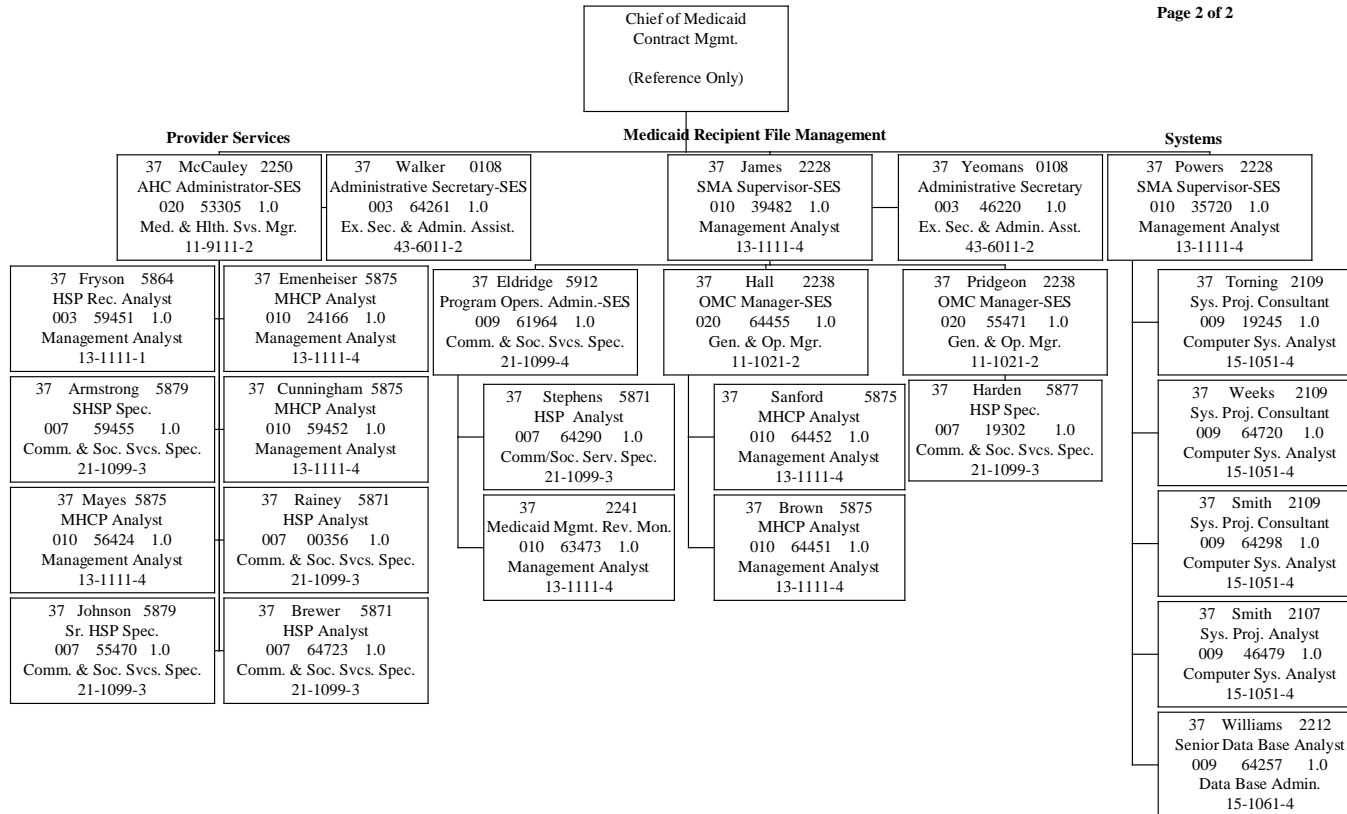 Page 2 of 2
Chief of Medicaid
Contract Mgmt.
(Reference Only)
Provider Services
Medicaid Recipient File Management
Systems
37 McCauley 2250
AHC Administrator-SES
020 53305 1.0
Med. & Hlth. Svs. Mgr.
11-9111-2
37 Walker 0108
Administrative Secretary-SES
003 64261 1.0
Ex. Sec. & Admin. Assist.
43-6011-2
37 James 2228
SMA Supervisor-SES
010 39482 1.0
Management Analyst
13-1111-4
37 Yeomans 0108
Administrative Secretary
003 46220 1.0
Ex. Sec. & Admin. Asst.
43-6011-2
37 Powers 2228
SMA Supervisor-SES
010 35720 1.0
Management Analyst
13-1111-4
37 Fryson 5864
HSP Rec. Analyst
003 59451 1.0
Management Analyst
13-1111-1
37 Emenheiser 5875
MHCP Analyst
010 24166 1.0
Management Analyst
13-1111-4
37 Eldridge 5912
Program Opers. Admin.-SES
009 61964 1.0
Comm. & Soc. Svcs. Spec.
21-1099-4
37 Hall 2238
OMC Manager-SES
020 64455 1.0
Gen. & Op. Mgr.
11-1021-2
37 Pridgeon 2238
OMC Manager-SES
020 55471 1.0
Gen. & Op. Mgr.
11-1021-2
37 Torning 2109
Sys. Proj. Consultant
009 19245 1.0
Computer Sys. Analyst
15-1051-4
37 Armstrong 5879
SHSP Spec.
007 59455 1.0
Comm. & Soc. Svcs. Spec.
21-1099-3
37 Cunningham 5875
MHCP Analyst
010 59452 1.0
Management Analyst
13-1111-4
37 Stephens 5871
HSP Analyst
007 64290 1.0
Comm/Soc. Serv. Spec.
21-1099-3
37 Sanford 5875
MHCP Analyst
010 64452 1.0
Management Analyst
13-1111-4
37 Harden 5877
HSP Spec.
007 19302 1.0
Comm. & Soc. Svcs. Spec.
21-1099-3
37 Weeks 2109
Sys. Proj. Consultant
009 64720 1.0
Computer Sys. Analyst
15-1051-4
37 Mayes 5875
MHCP Analyst
010 56424 1.0
Management Analyst
13-1111-4
37 Rainey 5871
HSP Analyst
007 00356 1.0
Comm. & Soc. Svcs. Spec.
21-1099-3
37 2241
Medicaid Mgmt. Rev. Mon.
010 63473 1.0
Management Analyst
13-1111-4
37 Brown 5875
MHCP Analyst
010 64451 1.0
Management Analyst
13-1111-4
37 Smith 2109
Sys. Proj. Consultant
009 64298 1.0
Computer Sys. Analyst
15-1051-4
37 Johnson 5879
Sr. HSP Spec.
007 55470 1.0
Comm. & Soc. Svcs. Spec.
21-1099-3
37 Brewer 5871
HSP Analyst
007 64723 1.0
Comm. & Soc. Svcs. Spec.
21-1099-3
37 Smith 2107
Sys. Proj. Analyst
009 46479 1.0
Computer Sys. Analyst
15-1051-4
37 Williams 2212
Senior Data Base Analyst
009 64257 1.0
Data Base Admin.
15-1061-4